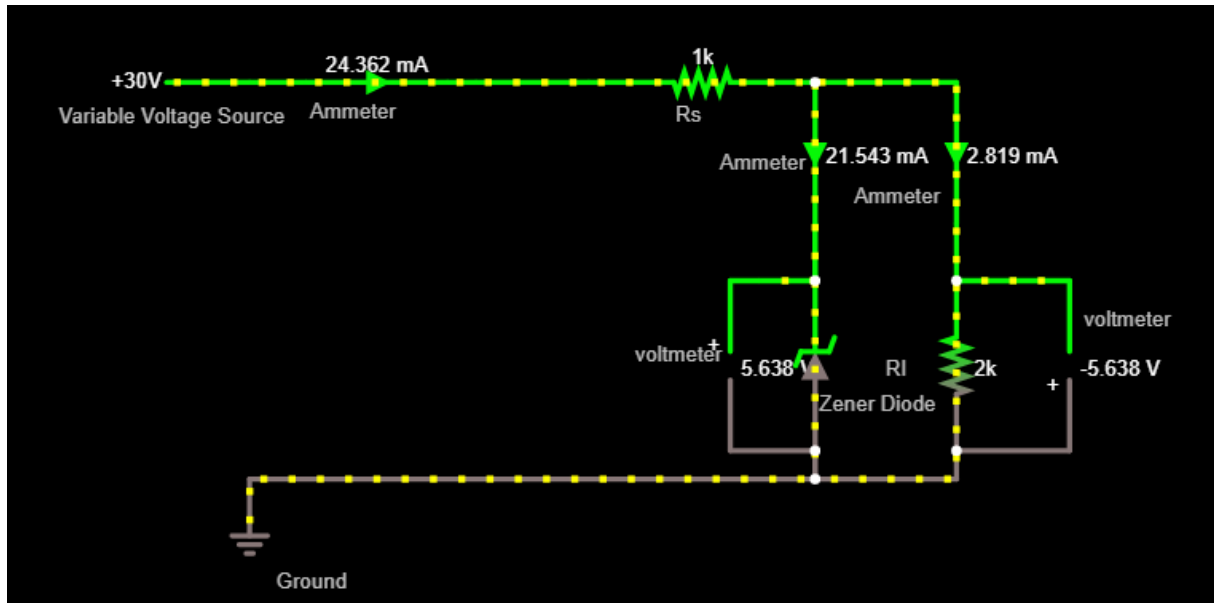 +30V
24.362 mA
1k
Variable Voltage Source
Ammeter
Rs
Ammeter
21.543 mA
2.819 mA
Ammeter
voltmeter
+
5.638 V
Rl
2k
voltmeter
-5.638 V
+
Zener Diode
Ground